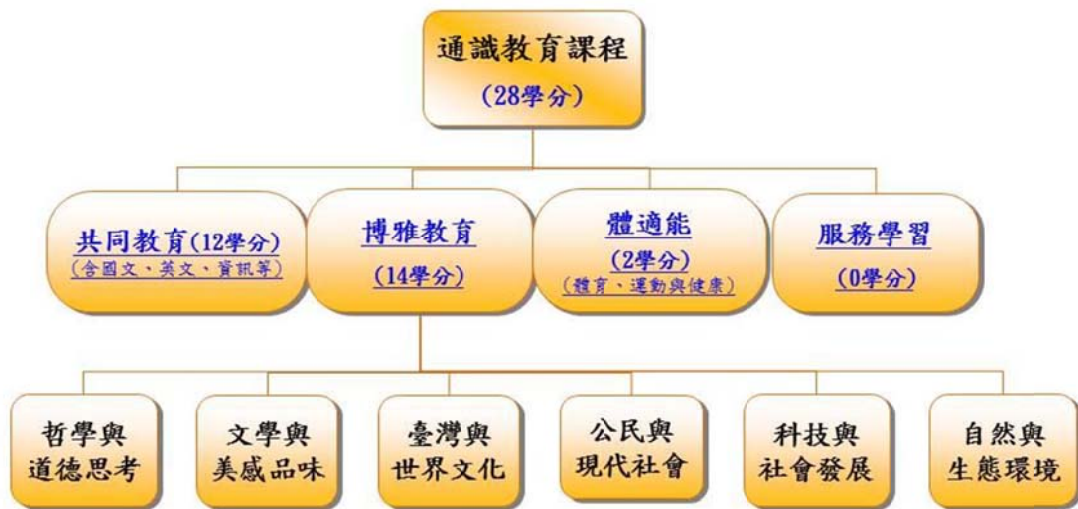 通識教育課程
(28學分)
共同教育(12學分)
(含國文、英文、資訊等)
博雅教育
(14學分)
體適能
(2學分)
(體育、運動與健康)
服務學習
(0學分)
哲學與
道德思考
文學與
美感品味
臺灣與
世界文化
公民與
現代社會
科技與
社會發展
自然與
生態環境